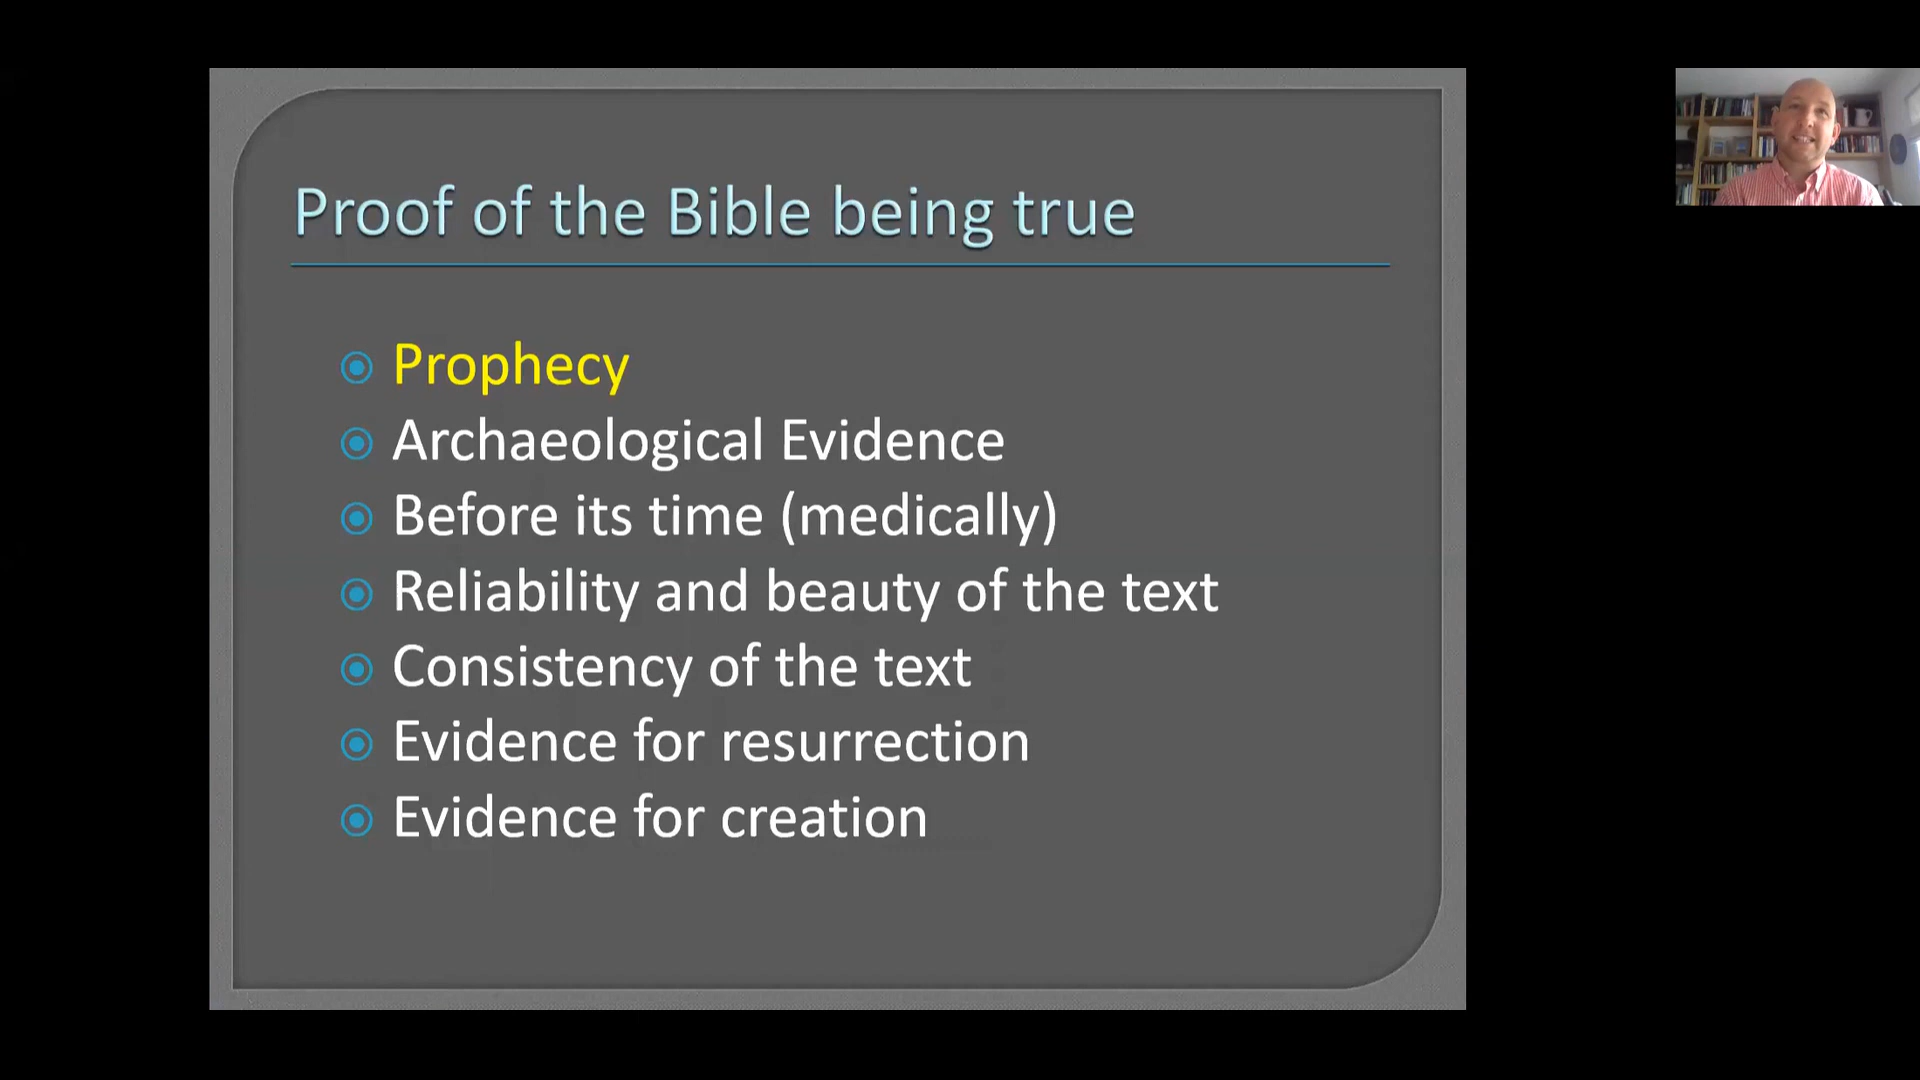 Proof of the Bible being true
Prophecy
Archaeological Evidence
Before its time (medically)
Reliability and beauty of the text
Consistency of the text
Evidence for resurrection
Evidence for creation